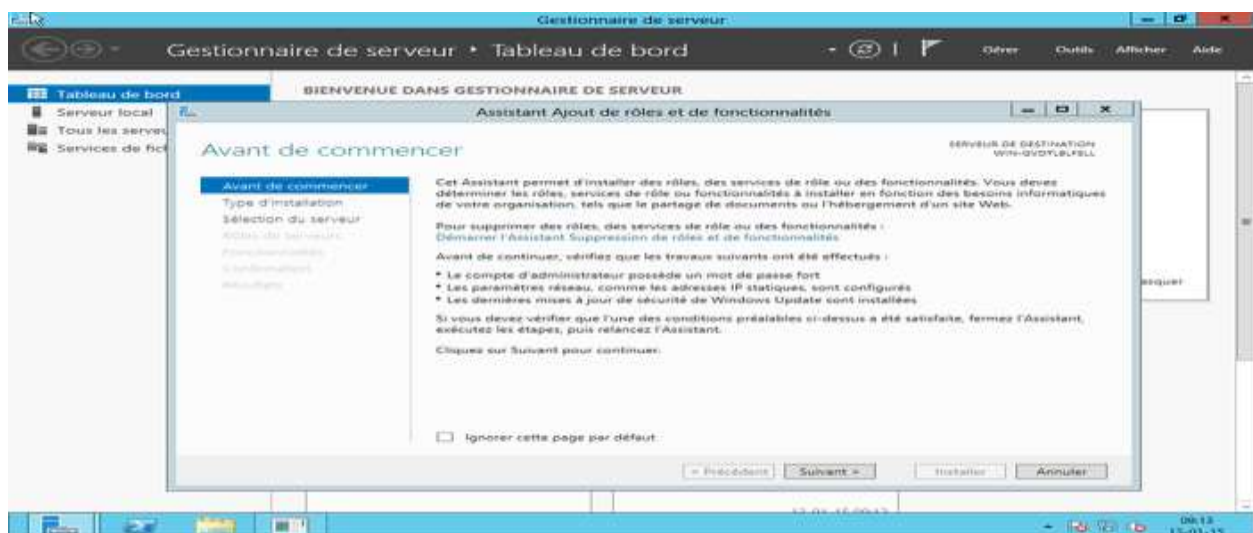 Gestionnaire de serveur
Gestionnaire de serveur • Tableau de bord
Gérer Outils Afficher Aide
Tableau de bord
Serveur local
Tous les serveu
Services de fich
BIENVENUE DANS GESTIONNAIRE DE SERVEUR
Assistant Ajout de rôles et de fonctionnalités
Avant de commencer
SERVEUR DE DESTINATION
Avant de commencer
Type d'installation
Sélection du serveur
Rôles de serveurs
Fonctionnalités
Confirmation
Résultats
Cet Assistant permet d'installer des rôles, des services de rôle ou des fonctionnalités. Vous devez
déterminer les rôles, services de rôle ou fonctionnalités à installer en fonction des besoins informatiques
de votre organisation, tels que le partage de documents ou l'hébergement d'un site Web.
Pour supprimer des rôles, des services de rôle ou des fonctionnalités :
Démarrer l'Assistant Suppression de rôles et de fonctionnalités
Avant de continuer, vérifiez que les travaux suivants ont été effectués :
• Le compte d'administrateur possède un mot de passe fort
• Les paramètres réseau, comme les adresses IP statiques, sont configurés
• Les dernières mises à jour de sécurité de Windows Update sont installées
Si vous devez vérifier que l'une des conditions préalables ci-dessus a été satisfaite, fermez l'Assistant,
exécutez les étapes, puis relancez l'Assistant.
Cliquez sur Suivant pour continuer.
Ignorer cette page par défaut
< Précédent Suivant > Installer Annuler
asquer
09:13